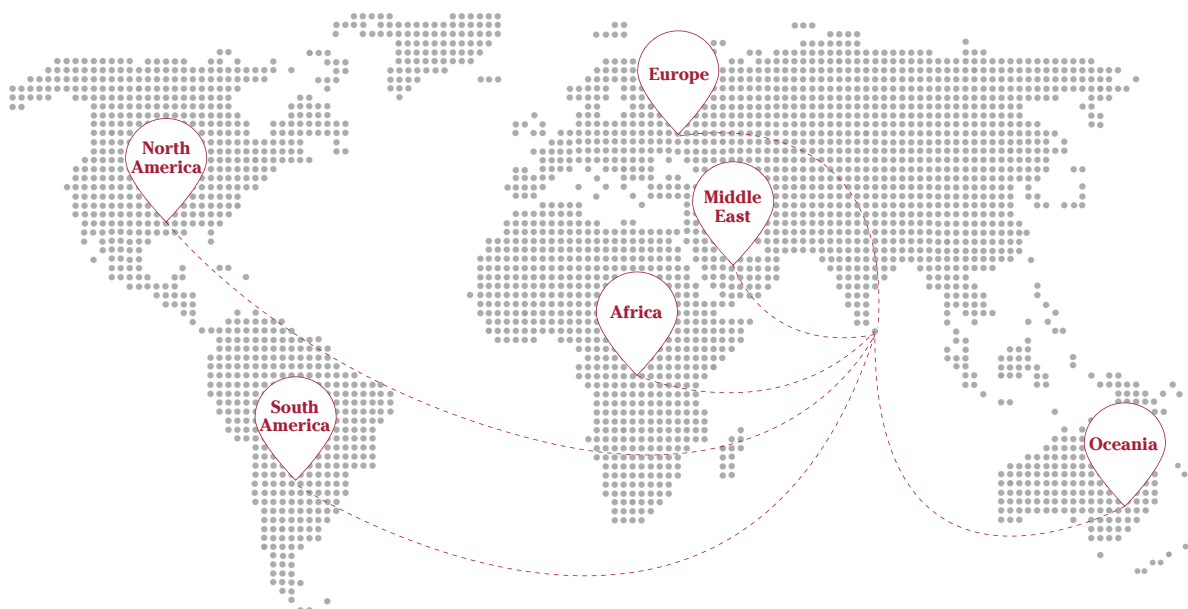 Europe
North
America
Middle
East
Africa
South
America
Oceania